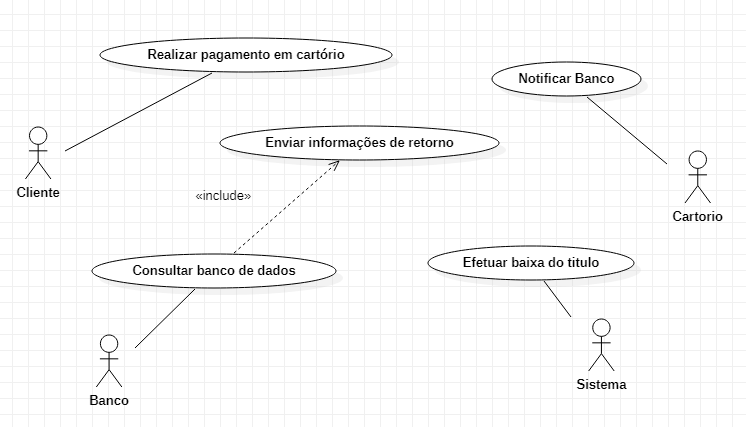 Realizar pagamento em cartório
Notificar Banco
Enviar informações de retorno
Cliente
«include»
Cartorio
Consultar banco de dados
Efetuar baixa do titulo
Banco
Sistema